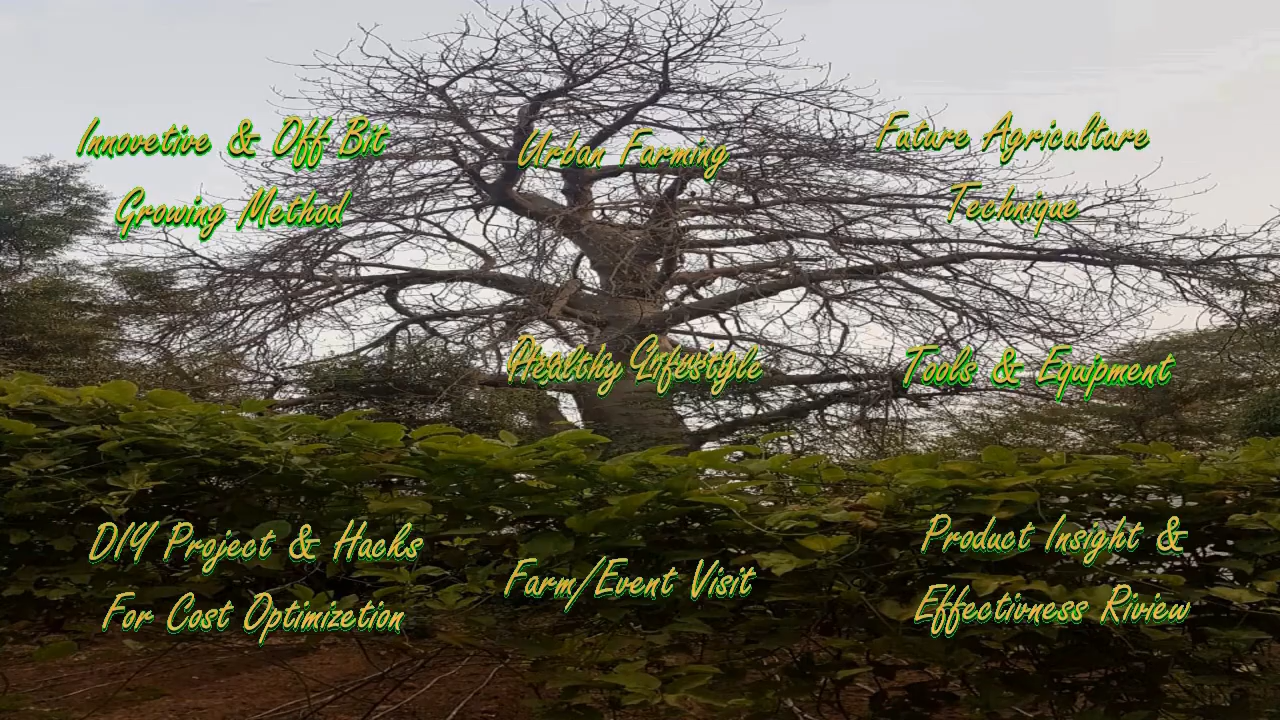 Innovetive & Off Bit
Growing Method
Urban Farming
Future Agriculture
Technique
Healthy Lifestyle
Tools & Equipment
DIY Project & Hacks
For Cost Optimizetion
Farm/Event Visit
Product Insight &
Effectivness Riview